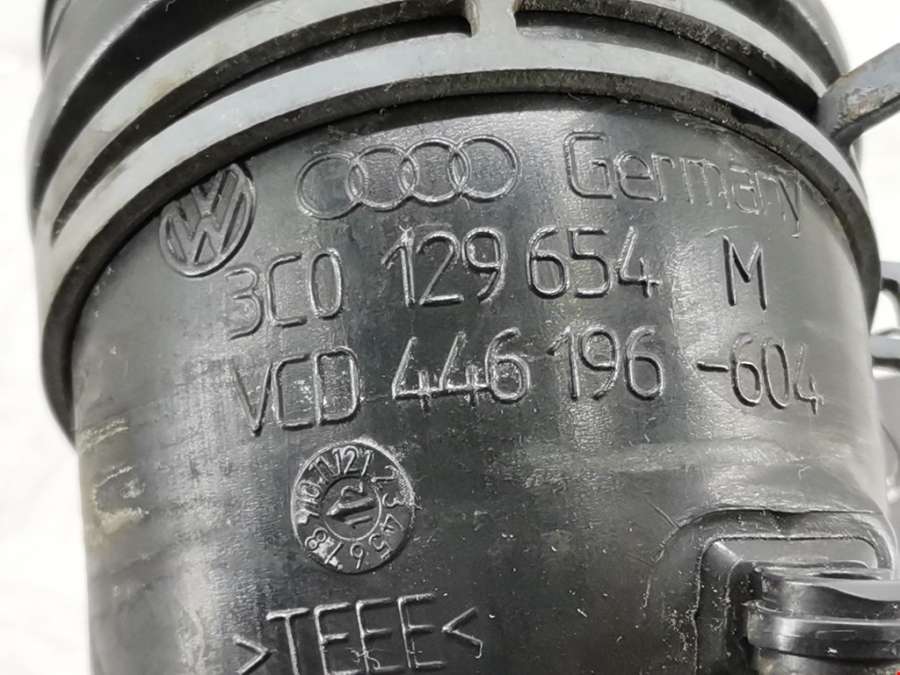 Germany
3C0 129 654 M
VCD 446 196-604
>TEEE<